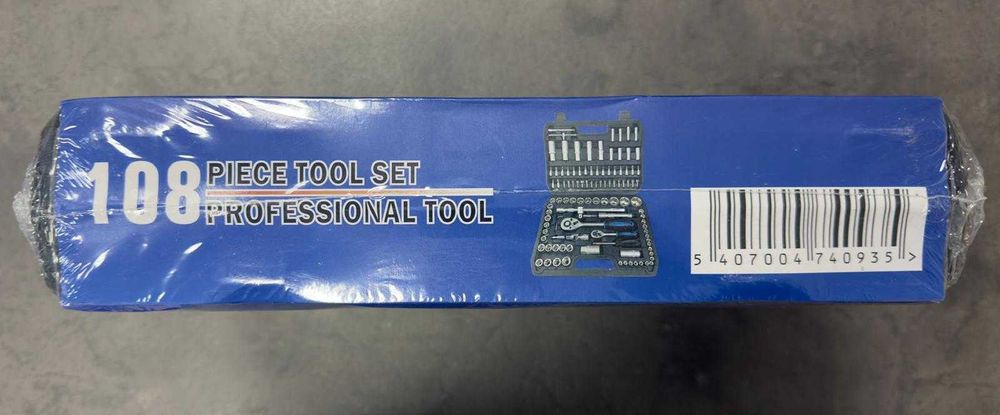 108 PIECE TOOL SET
PROFESSIONAL TOOL
5 407004 740935 >